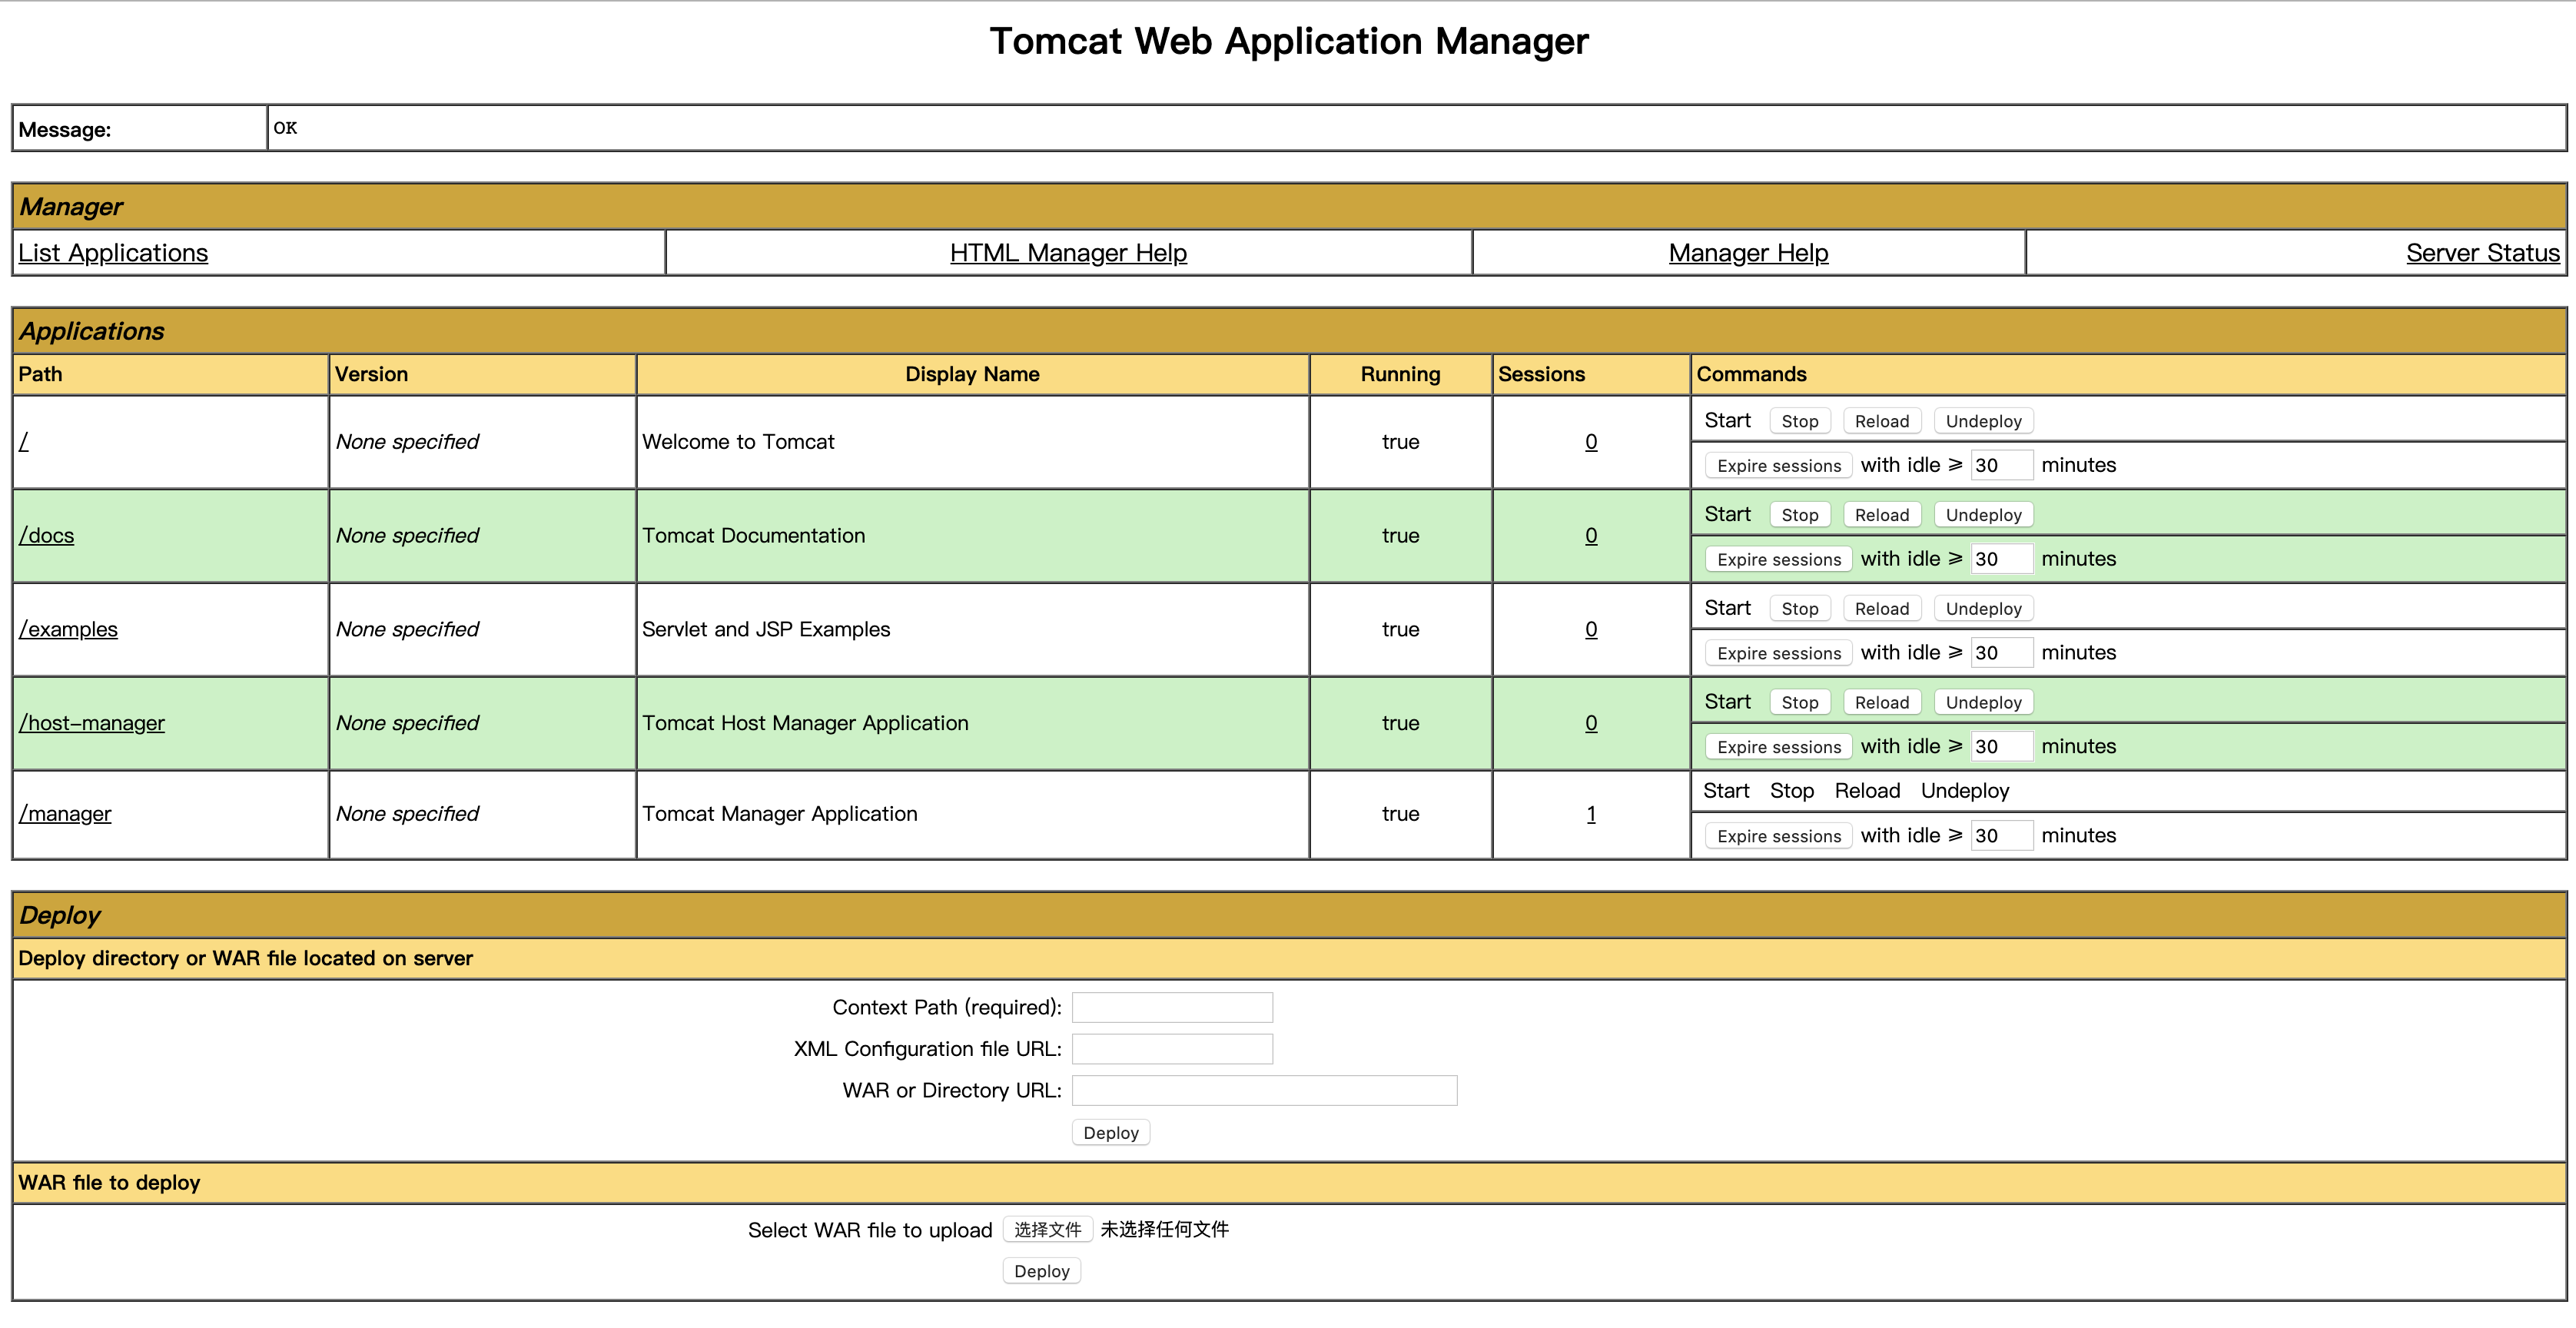 Tomcat Web Application Manager
Message: OK
Manager
List Applications HTML Manager Help Manager Help Server Status
Applications
Path Version Display Name Running Sessions Commands
/ None specified Welcome to Tomcat true 0 Start Stop Reload Undeploy
Expire sessions with idle ≥ 30 minutes
/docs None specified Tomcat Documentation true 0 Start Stop Reload Undeploy
Expire sessions with idle ≥ 30 minutes
/examples None specified Servlet and JSP Examples true 0 Start Stop Reload Undeploy
Expire sessions with idle ≥ 30 minutes
/host-manager None specified Tomcat Host Manager Application true 0 Start Stop Reload Undeploy
Expire sessions with idle ≥ 30 minutes
/manager None specified Tomcat Manager Application true 1 Start Stop Reload Undeploy
Expire sessions with idle ≥ 30 minutes
Deploy
Deploy directory or WAR file located on server
Context Path (required):
XML Configuration file URL:
WAR or Directory URL:
Deploy
WAR file to deploy
Select WAR file to upload 选择文件 未选择任何文件
Deploy